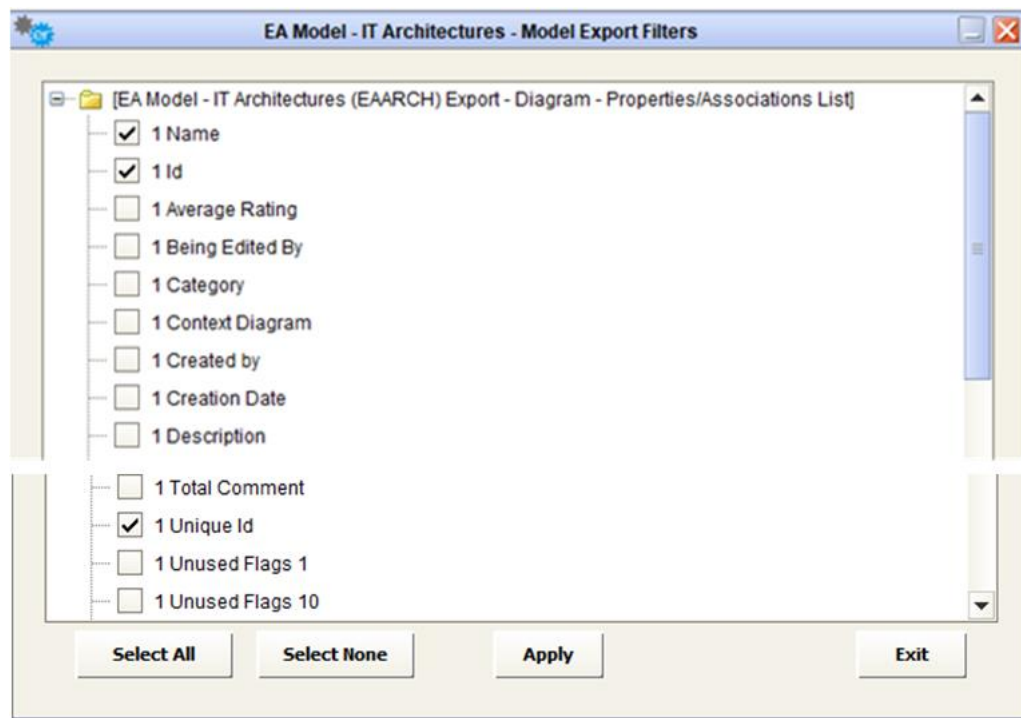 EA Model - IT Architectures - Model Export Filters
[EA Model - IT Architectures (EAARCH) Export - Diagram - Properties/Associations List]
1 Name
1 Id
1 Average Rating
1 Being Edited By
1 Category
1 Context Diagram
1 Created by
1 Creation Date
1 Description
1 Total Comment
1 Unique Id
1 Unused Flags 1
1 Unused Flags 10
Select All Select None Apply Exit